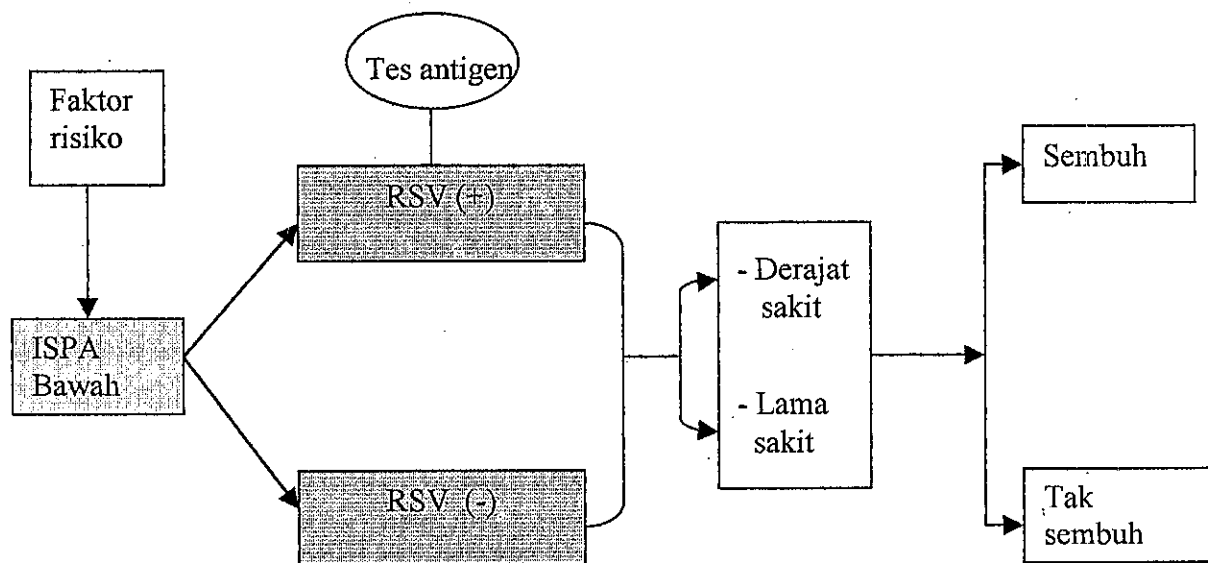 Tes antigen
Faktor
risiko
RSV (+)
Sembuh
- Derajat
sakit
ISPA
Bawah
- Lama
sakit
RSV (-)
Tak
sembuh